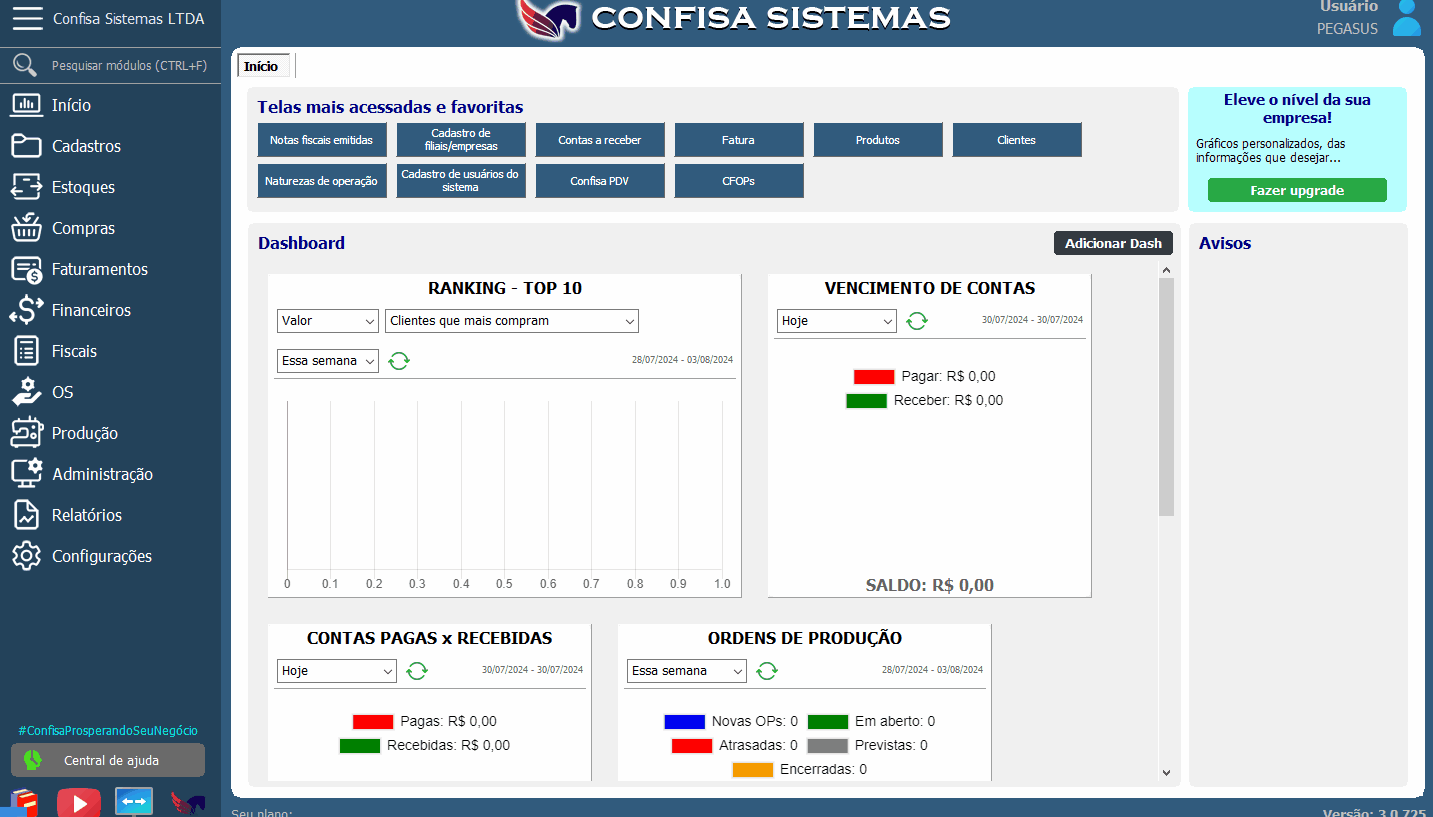 Confisa Sistemas LTDA
CONFISA SISTEMAS
Usuário
PEGASUS
Pesquisar módulos (CTRL+F)
Início
Cadastros
Estoques
Compras
Faturamentos
Financeiros
Fiscais
OS
Produção
Administração
Relatórios
Configurações
#ConfisaProsperandoSeuNegócio
Central de ajuda
Início
Telas mais acessadas e favoritas
Notas fiscais emitidas
Cadastro de
filiais/empresas
Contas a receber
Fatura
Produtos
Clientes
Naturezas de operação
Cadastro de usuários do
sistema
Confisa PDV
CFOPs
Eleve o nível da sua
empresa!
Gráficos personalizados, das
informações que desejar...
Fazer upgrade
Dashboard
Adicionar Dash
Avisos
RANKING - TOP 10
Valor
Clientes que mais compram
Essa semana
28/07/2024 - 03/08/2024
0 0.1 0.2 0.3 0.4 0.5 0.6 0.7 0.8 0.9 1.0
VENCIMENTO DE CONTAS
Hoje
30/07/2024 - 30/07/2024
Pagar: R$ 0,00
Receber: R$ 0,00
SALDO: R$ 0,00
CONTAS PAGAS x RECEBIDAS
Hoje
30/07/2024 - 30/07/2024
Pagas: R$ 0,00
Recebidas: R$ 0,00
ORDENS DE PRODUÇÃO
Essa semana
28/07/2024 - 03/08/2024
Novas OPs: 0 Em aberto: 0
Atrasadas: 0 Previstas: 0
Encerradas: 0
Seu plano:
Versão: 3.0.725